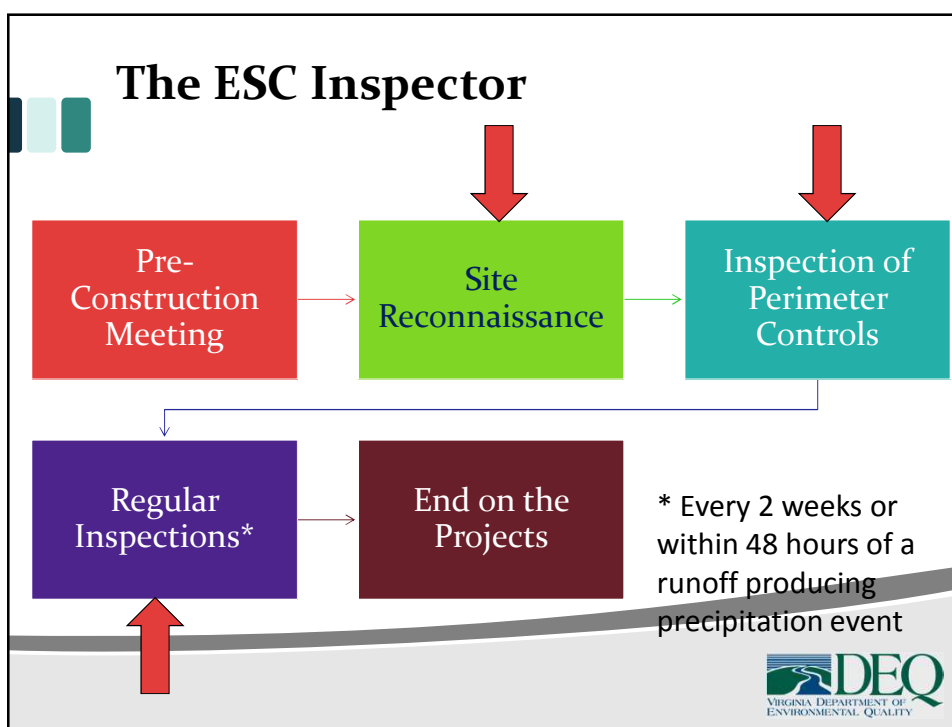 The ESC Inspector
Pre-
Construction
Meeting
Site
Reconnaissance
Inspection of
Perimeter
Controls
Regular
Inspections*
End on the
Projects
* Every 2 weeks or
within 48 hours of a
runoff producing
precipitation event
DEQ
VIRGINIA DEPARTMENT OF
ENVIRONMENTAL QUALITY